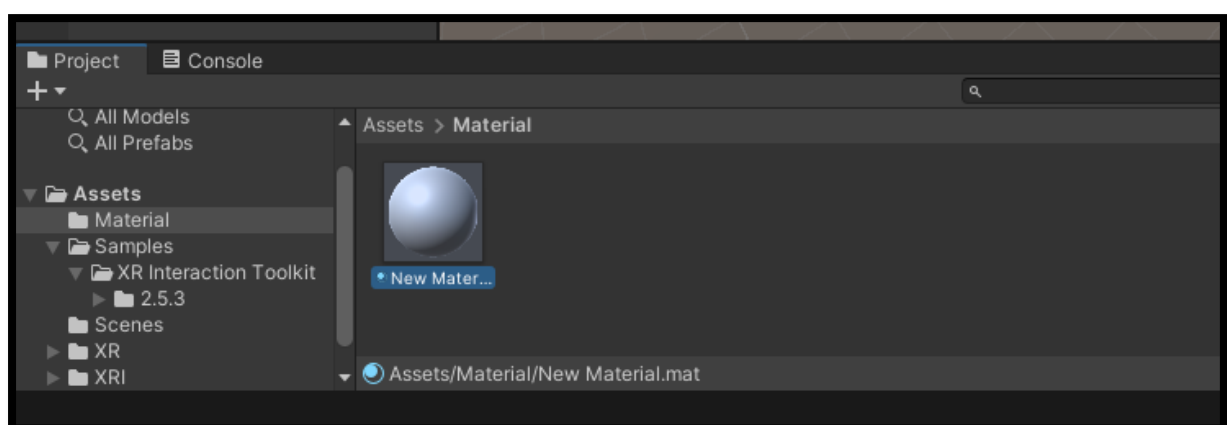 Project Console
All Models
All Prefabs
Assets
Material
Samples
XR Interaction Toolkit
2.5.3
Scenes
XR
XRI
Assets > Material
New Mater...
Assets/Material/New Material.mat